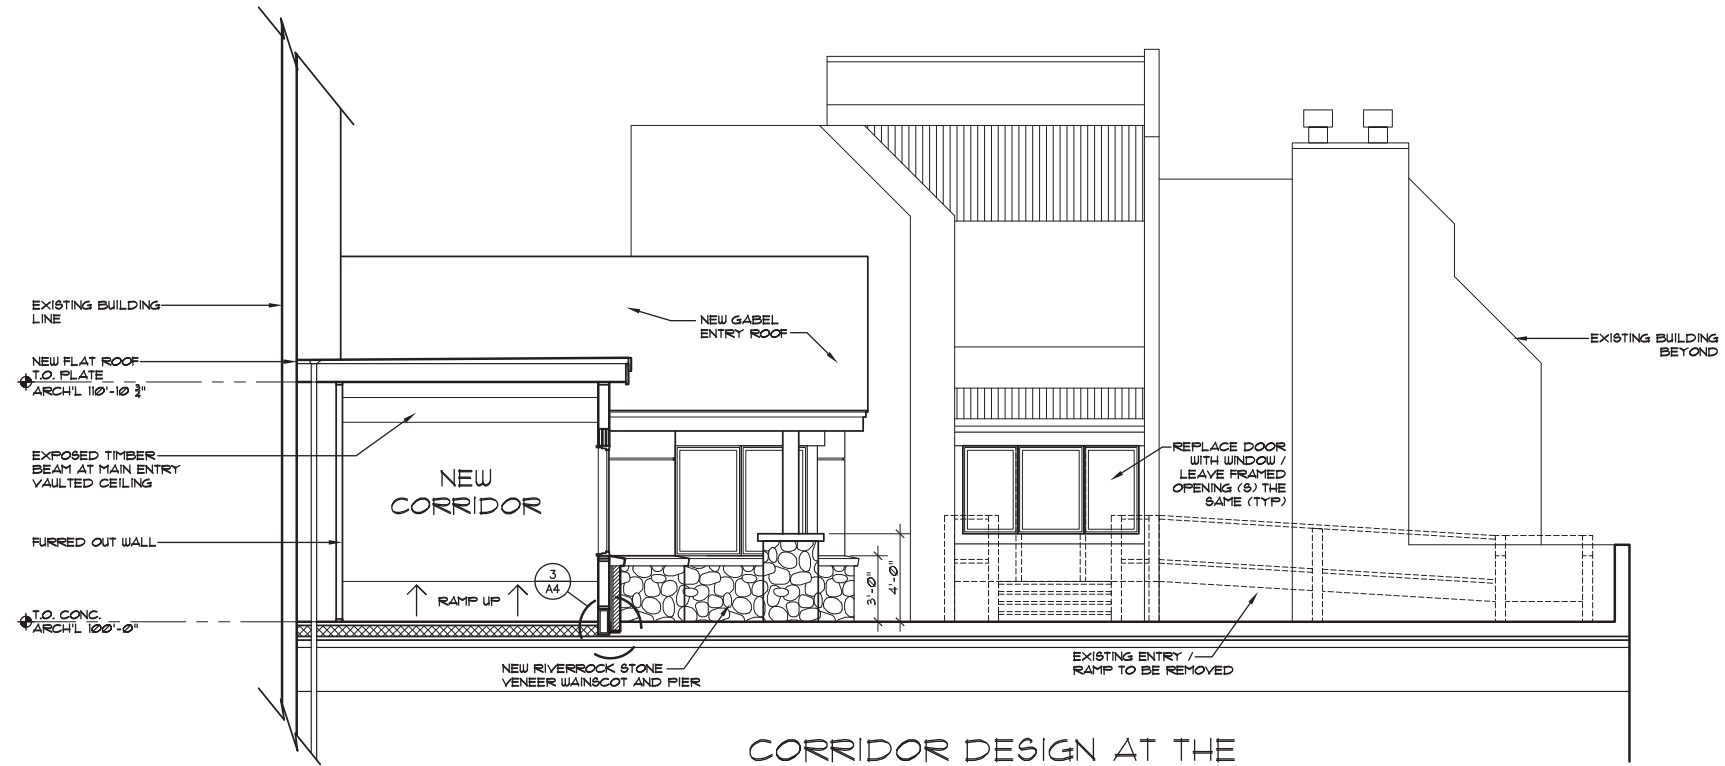 EXISTING BUILDING
LINE
NEW FLAT ROOF
T.O. PLATE
ARCH'L 110'-10 3/4"
EXPOSED TIMBER
BEAM AT MAIN ENTRY
VAULTED CEILING
FURRED OUT WALL
T.O. CONC.
ARCH'L 100'-0"
NEW
CORRIDOR
RAMP UP
3
A4
NEW GABEL
ENTRY ROOF
3'-0"
4'-0"
NEW RIVERROCK STONE
VENEER WAINSCOT AND PIER
REPLACE DOOR
WITH WINDOW /
LEAVE FRAMED
OPENING (S) THE
SAME (TYP)
EXISTING BUILDING
BEYOND
EXISTING ENTRY /
RAMP TO BE REMOVED
CORRIDOR DESIGN AT THE